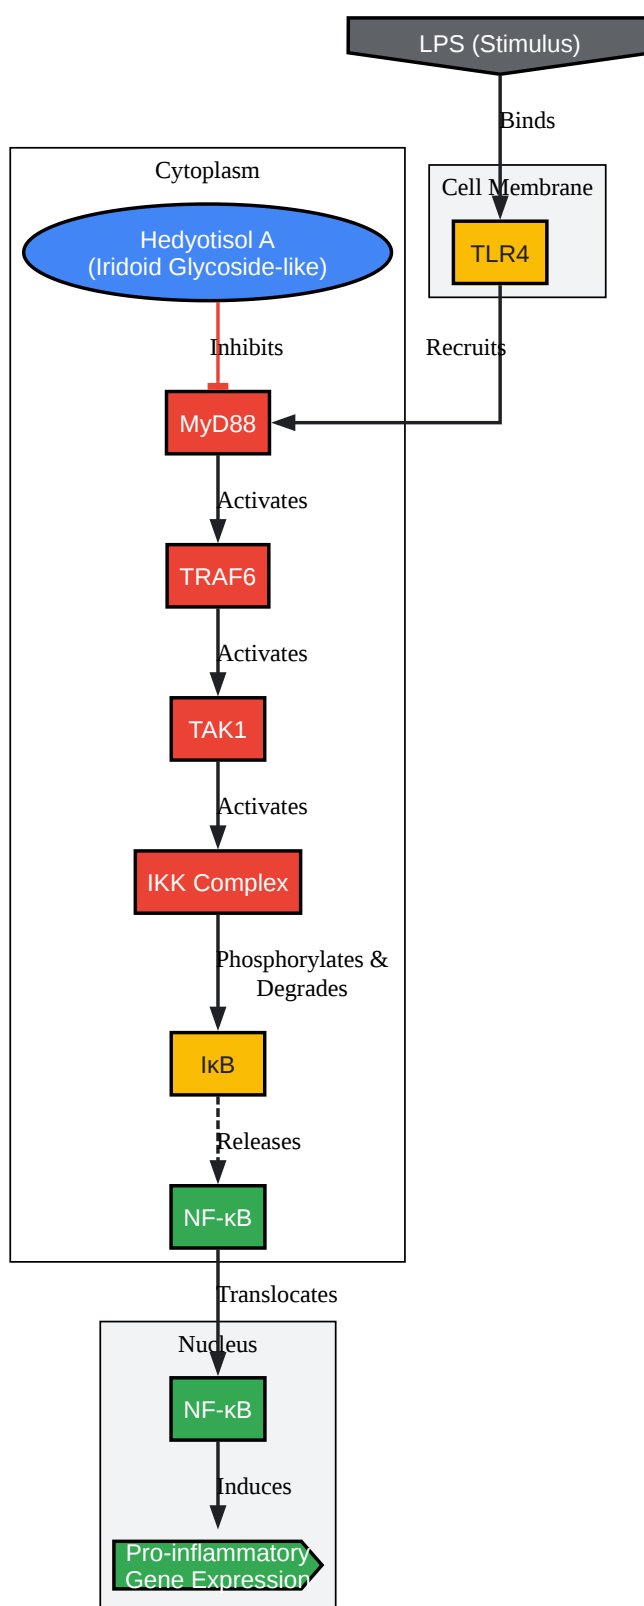 LPS (Stimulus)
Binds
Cytoplasm
Cell Membrane
Hedyotisol A
(Iridoid Glycoside-like)
TLR4
Inhibits
Recruits
MyD88
Activates
TRAF6
Activates
TAK1
Activates
IKK Complex
Phosphorylates &
Degrades
IκB
Releases
NF-κB
Translocates
Nucleus
NF-κB
Induces
Pro-inflammatory
Gene Expression